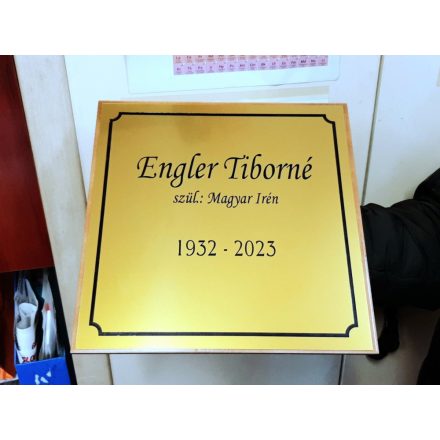 Engler Tiborné
szül.: Magyar Irén
1932 - 2023